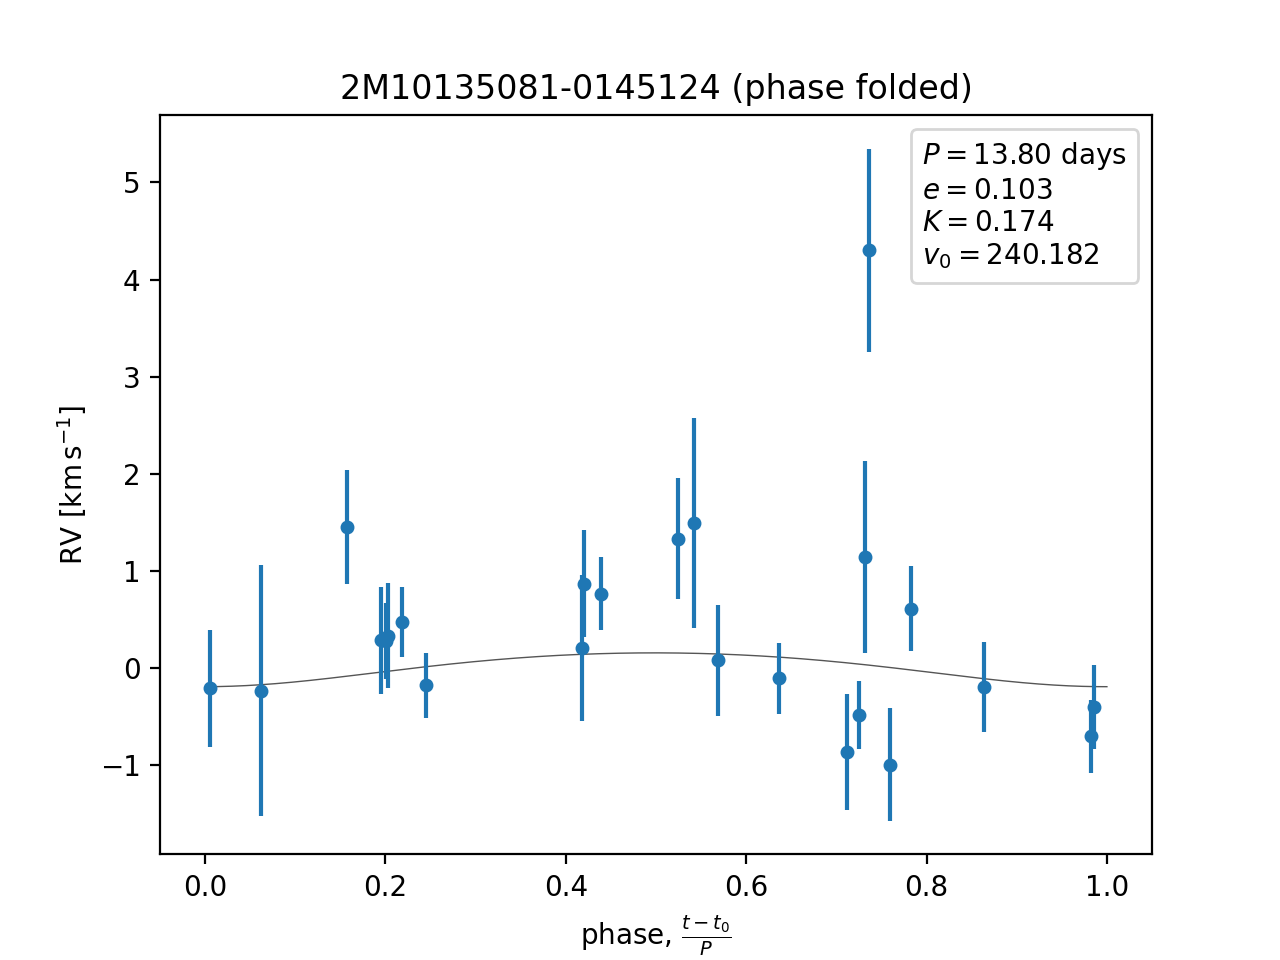 2M10135081-0145124 (phase folded)
P = 13.80 days
e = 0.103
K = 0.174
v₀ = 240.182
5
4
3
2
1
0
−1
RV [km s⁻¹]
0.0 0.2 0.4 0.6 0.8 1.0
phase, (t − t₀)/P